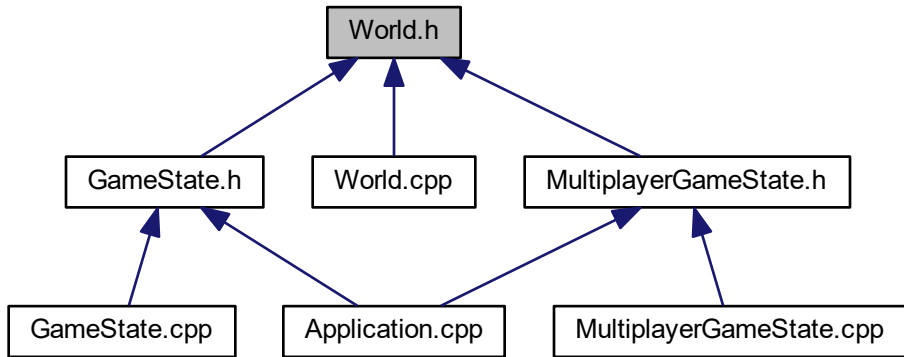 World.h
GameState.h
World.cpp
MultiplayerGameState.h
GameState.cpp
Application.cpp
MultiplayerGameState.cpp